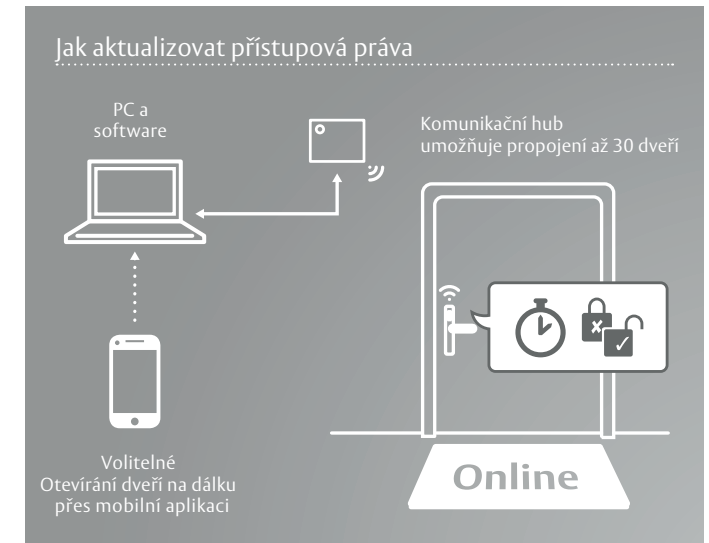 Jak aktualizovat přístupová práva
PC a
software
Komunikační hub
umožňuje propojení až 30 dveří
Volitelné
Otevírání dveří na dálku
přes mobilní aplikaci
Online